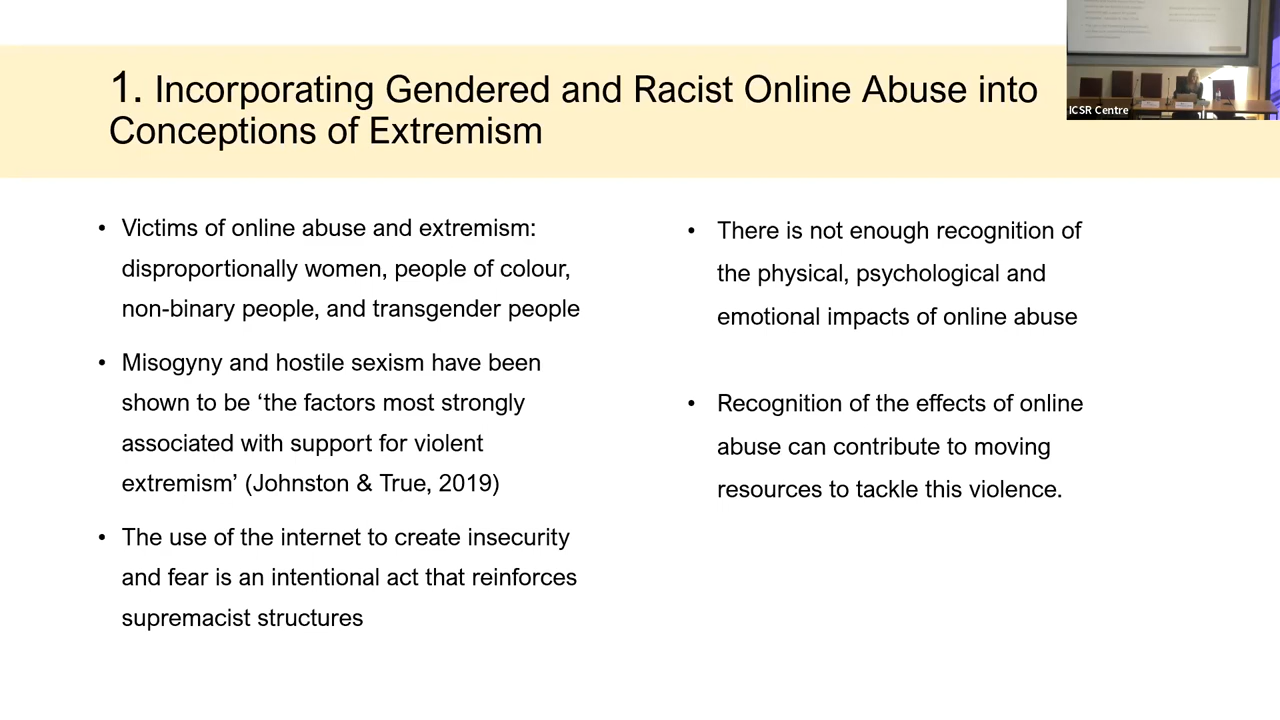 1. Incorporating Gendered and Racist Online Abuse into
Conceptions of Extremism
ICSR Centre
• Victims of online abuse and extremism:
disproportionally women, people of colour,
non-binary people, and transgender people
• Misogyny and hostile sexism have been
shown to be ‘the factors most strongly
associated with support for violent
extremism’ (Johnston & True, 2019)
• The use of the internet to create insecurity
and fear is an intentional act that reinforces
supremacist structures
• There is not enough recognition of
the physical, psychological and
emotional impacts of online abuse
• Recognition of the effects of online
abuse can contribute to moving
resources to tackle this violence.